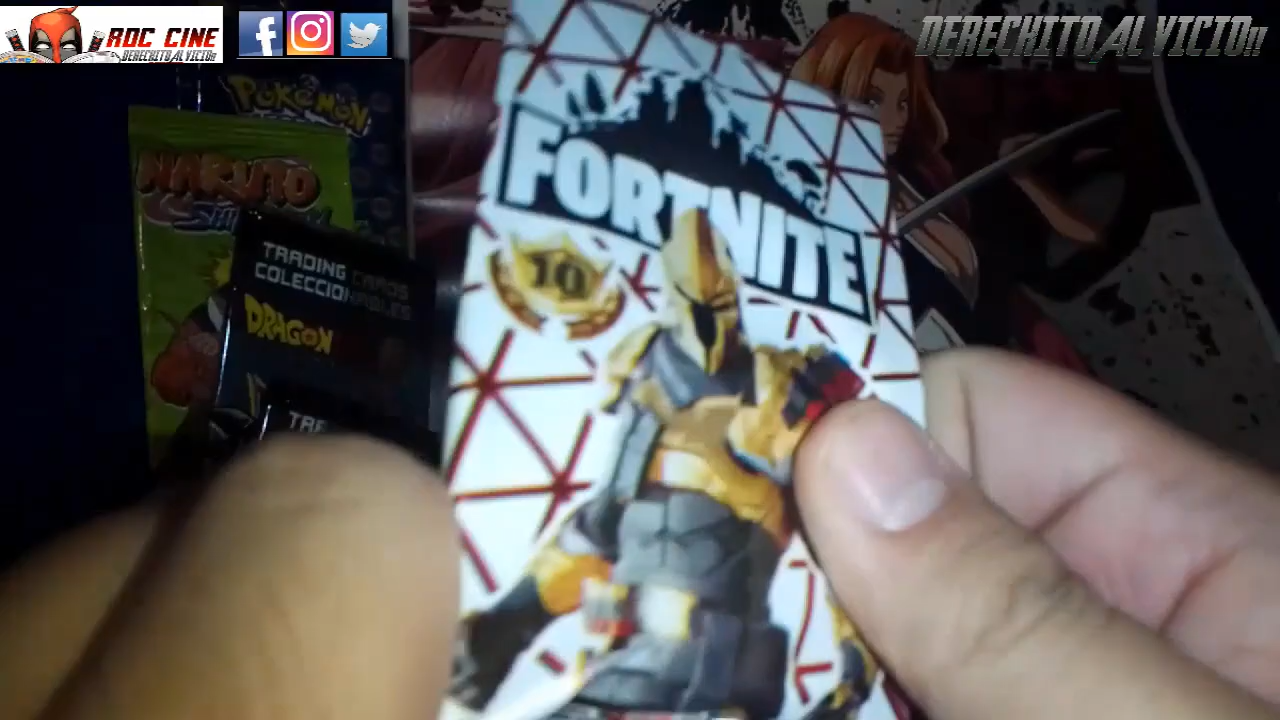 ROC CINE
DERECHITO AL VICIO!!
DERECHITO AL VICIO!!
POKéMON
NARUTO
FORTNITE
10
TRADING CARDS
COLECCIONABLES
DRAGON